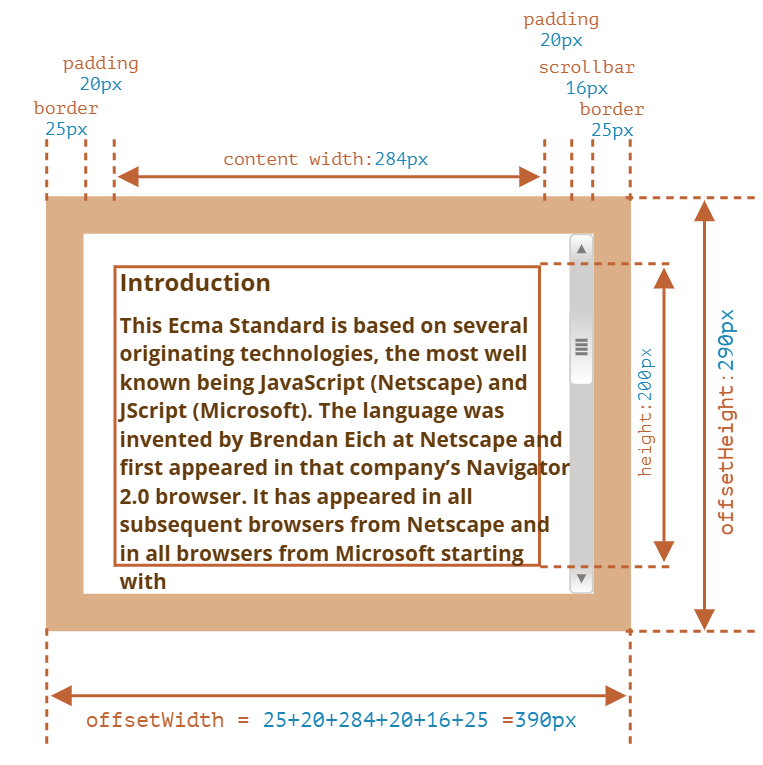 padding
20px
padding
20px
scrollbar
16px
border
25px
border
25px
content width:284px
Introduction
This Ecma Standard is based on several
originating technologies, the most well
known being JavaScript (Netscape) and
JScript (Microsoft). The language was
invented by Brendan Eich at Netscape and
first appeared in that company’s Navigator
2.0 browser. It has appeared in all
subsequent browsers from Netscape and
in all browsers from Microsoft starting
with
height:200px
offsetHeight:290px
offsetWidth = 25+20+284+20+16+25 =390px